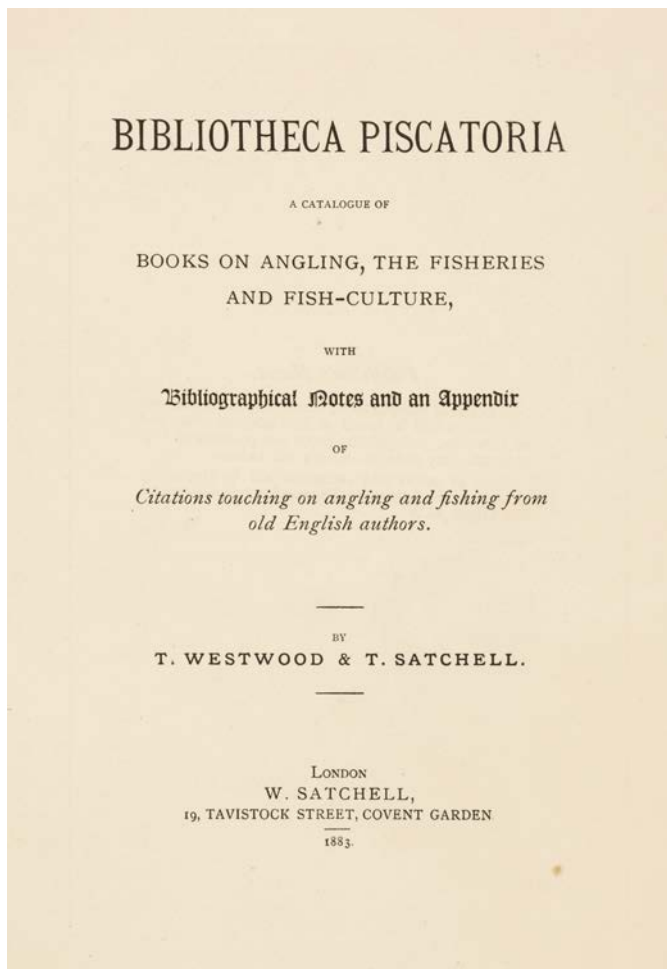 BIBLIOTHECA PISCATORIA
A CATALOGUE OF
BOOKS ON ANGLING, THE FISHERIES
AND FISH-CULTURE,
WITH
Bibliographical Notes and an Appendix
OF
Citations touching on angling and fishing from
old English authors.
BY
T. WESTWOOD & T. SATCHELL.
LONDON
W. SATCHELL,
19, TAVISTOCK STREET, COVENT GARDEN
1883.